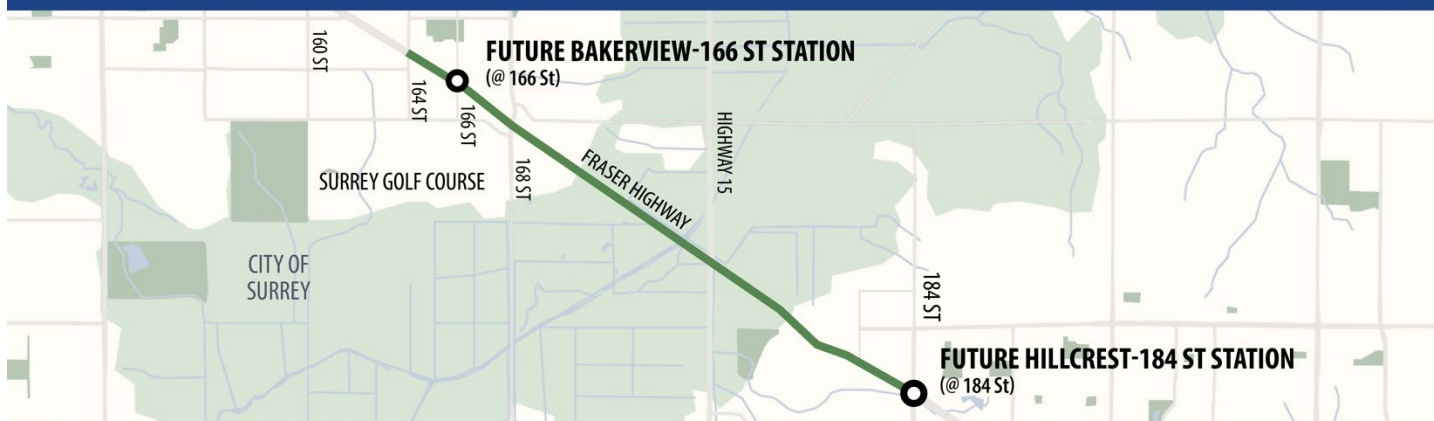 160 ST
FUTURE BAKERVIEW-166 ST STATION
(@ 166 St)
164 ST
166 ST
HIGHWAY 15
168 ST
FRASER HIGHWAY
SURREY GOLF COURSE
CITY OF
SURREY
184 ST
FUTURE HILLCREST-184 ST STATION
(@ 184 St)